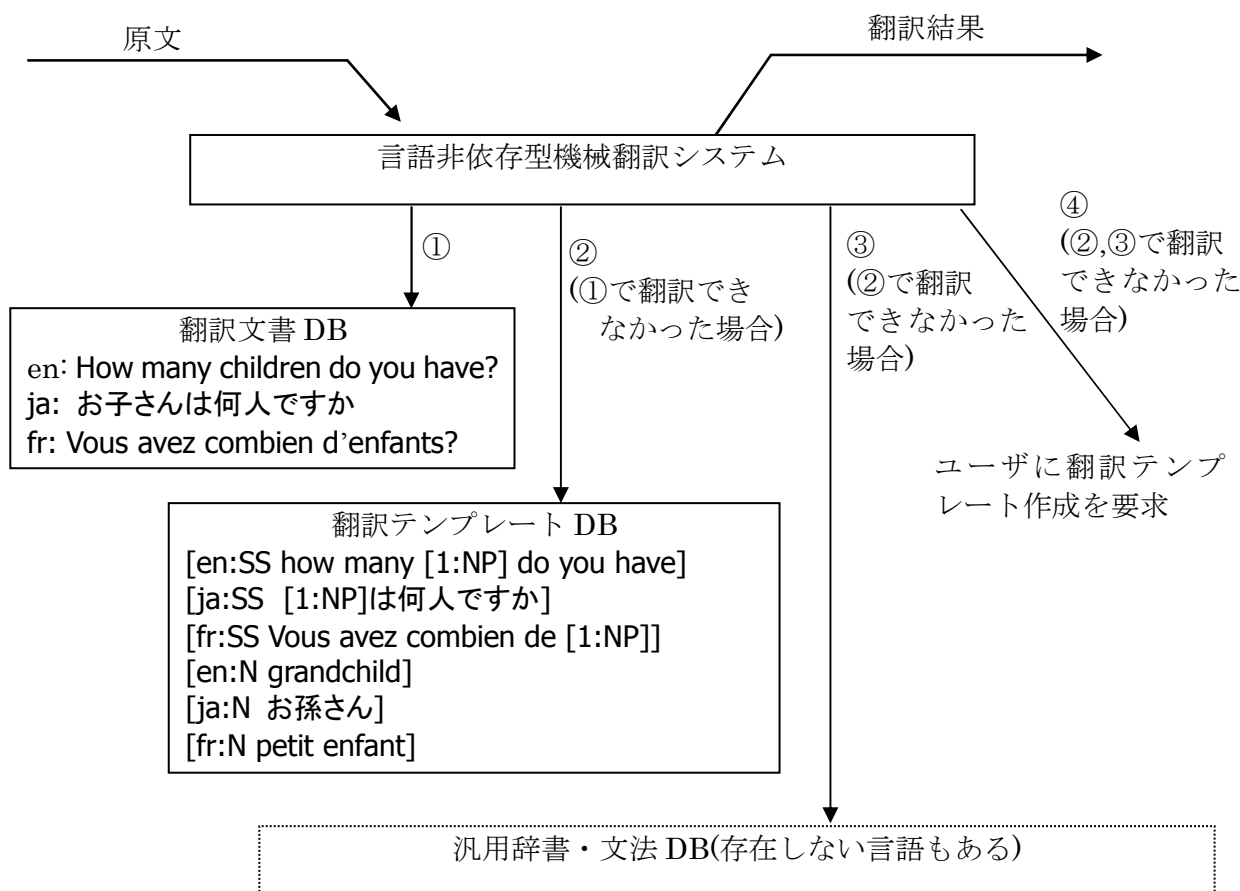 原文
翻訳結果
言語非依存型機械翻訳システム
①
②
(①で翻訳でき
なかった場合)
③
(②で翻訳
できなかった
場合)
④
(②,③で翻訳
できなかった
場合)
翻訳文書 DB
en: How many children do you have?
ja: お子さんは何人ですか
fr: Vous avez combien d’enfants?
ユーザに翻訳テンプ
レート作成を要求
翻訳テンプレート DB
[en:SS how many [1:NP] do you have]
[ja:SS [1:NP]は何人ですか]
[fr:SS Vous avez combien de [1:NP]]
[en:N grandchild]
[ja:N お孫さん]
[fr:N petit enfant]
汎用辞書・文法 DB(存在しない言語もある)